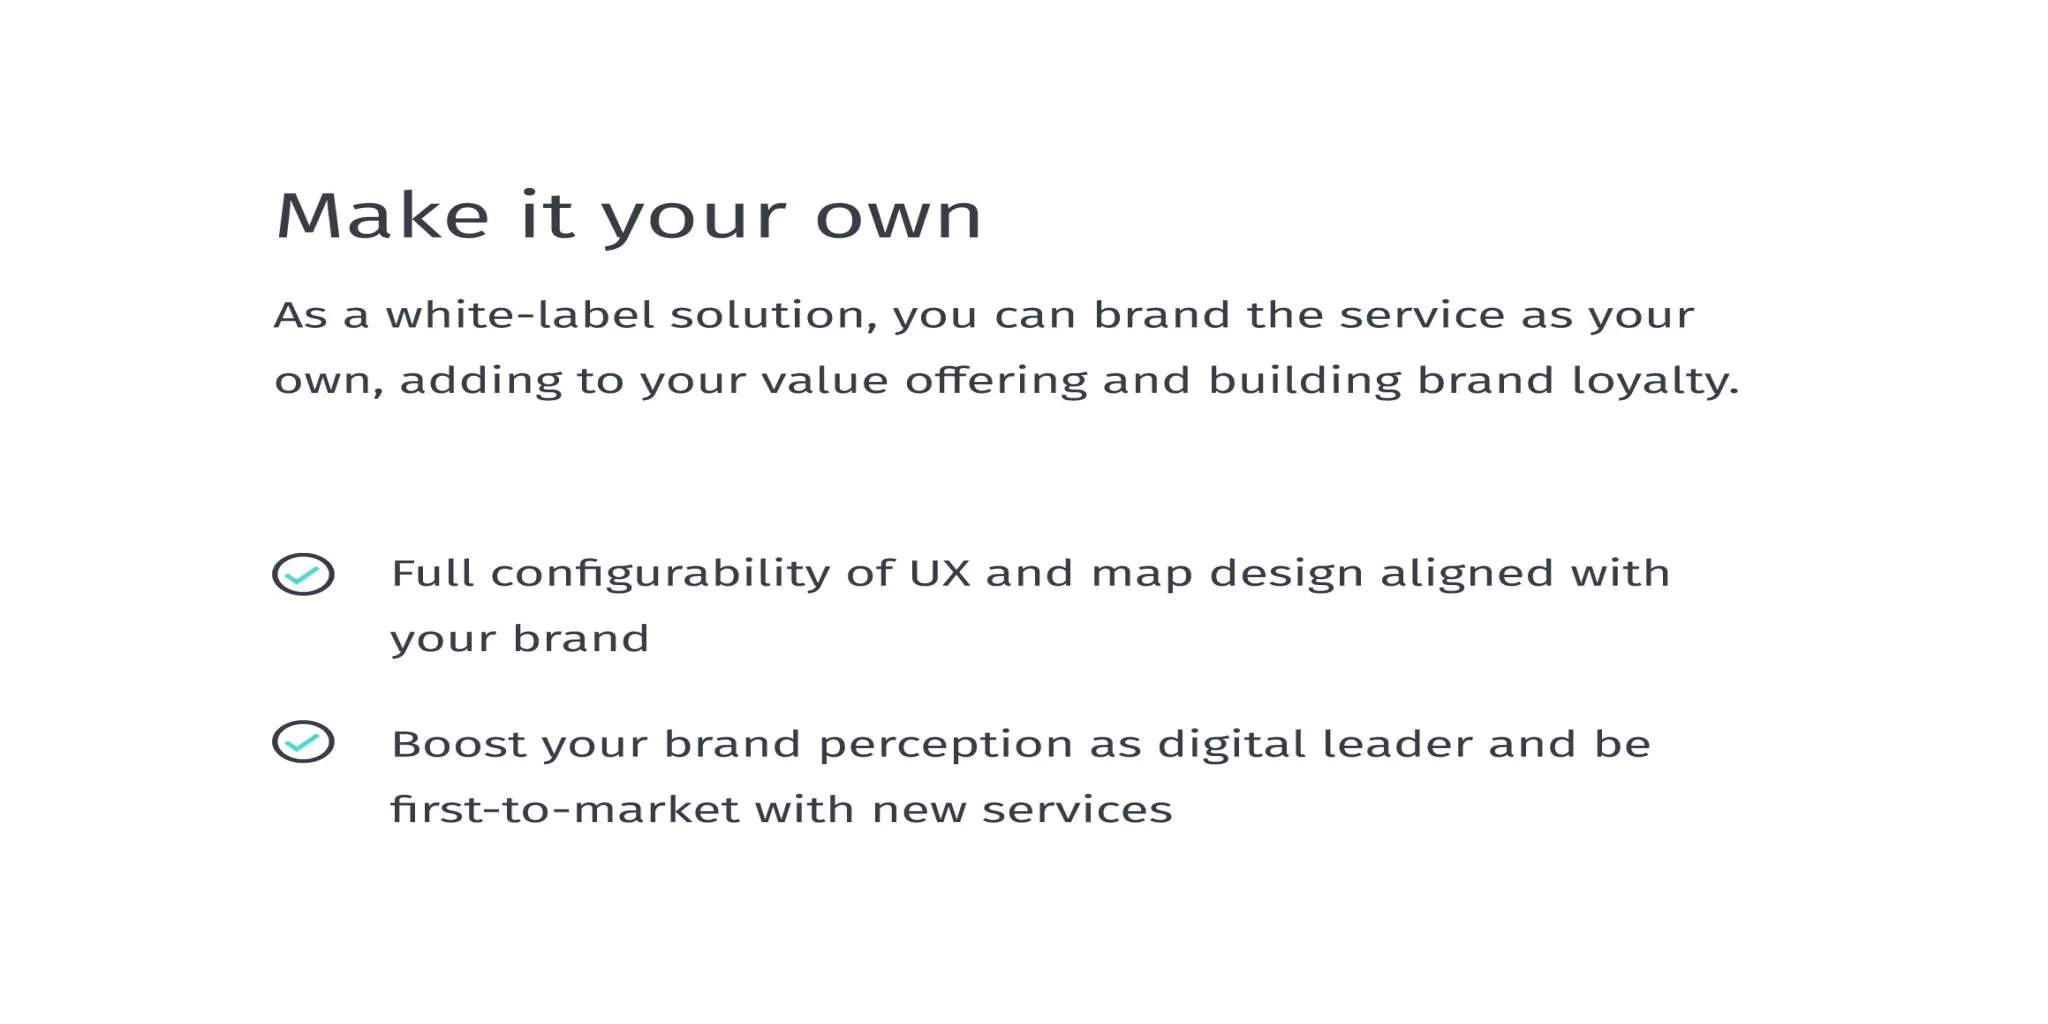 Make it your own
As a white-label solution, you can brand the service as your
own, adding to your value offering and building brand loyalty.
Full configurability of UX and map design aligned with
your brand
Boost your brand perception as digital leader and be
first-to-market with new services